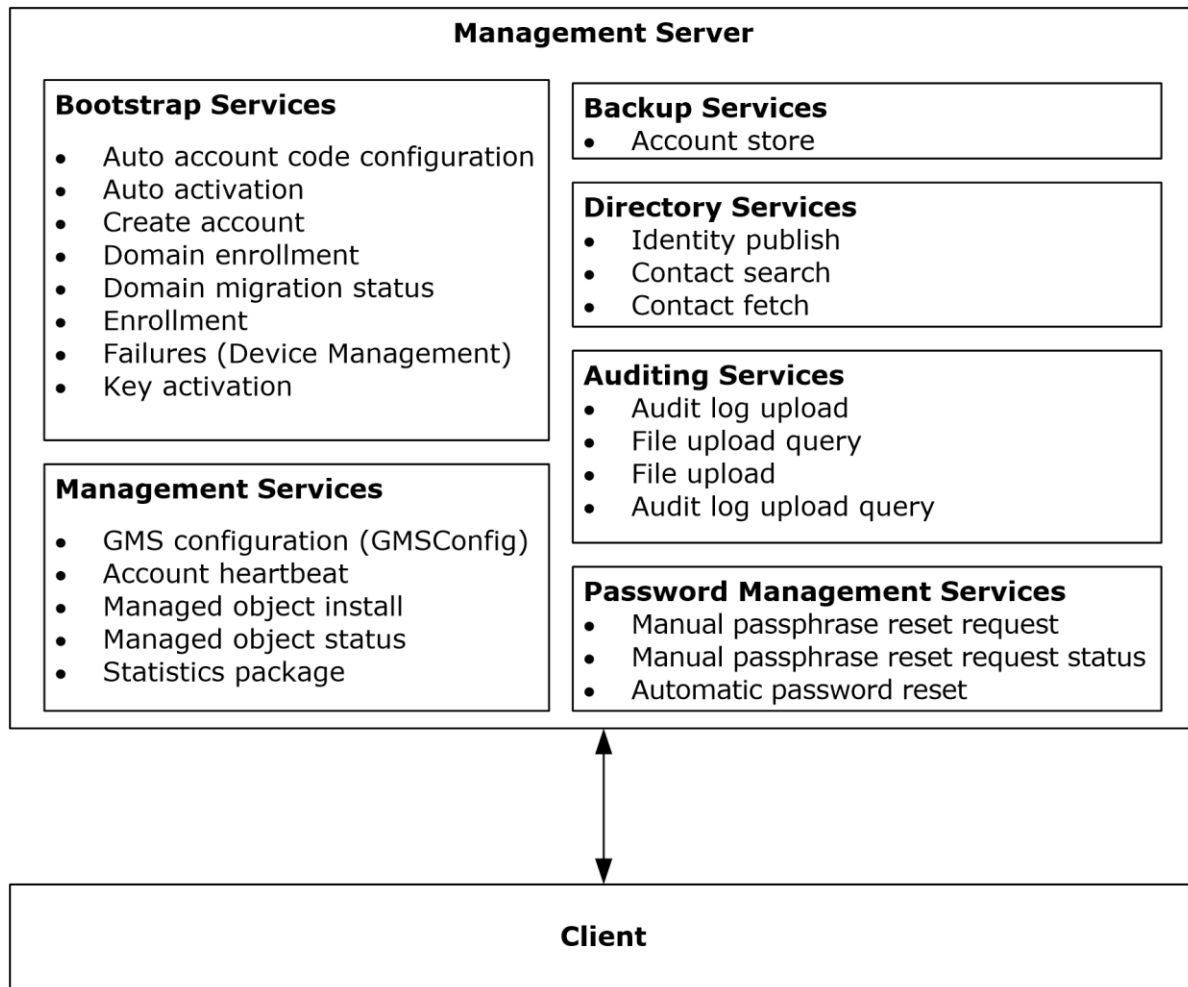 Management Server
Bootstrap Services
• Auto account code configuration
• Auto activation
• Create account
• Domain enrollment
• Domain migration status
• Enrollment
• Failures (Device Management)
• Key activation
Management Services
• GMS configuration (GMSConfig)
• Account heartbeat
• Managed object install
• Managed object status
• Statistics package
Backup Services
• Account store
Directory Services
• Identity publish
• Contact search
• Contact fetch
Auditing Services
• Audit log upload
• File upload query
• File upload
• Audit log upload query
Password Management Services
• Manual passphrase reset request
• Manual passphrase reset request status
• Automatic password reset
Client